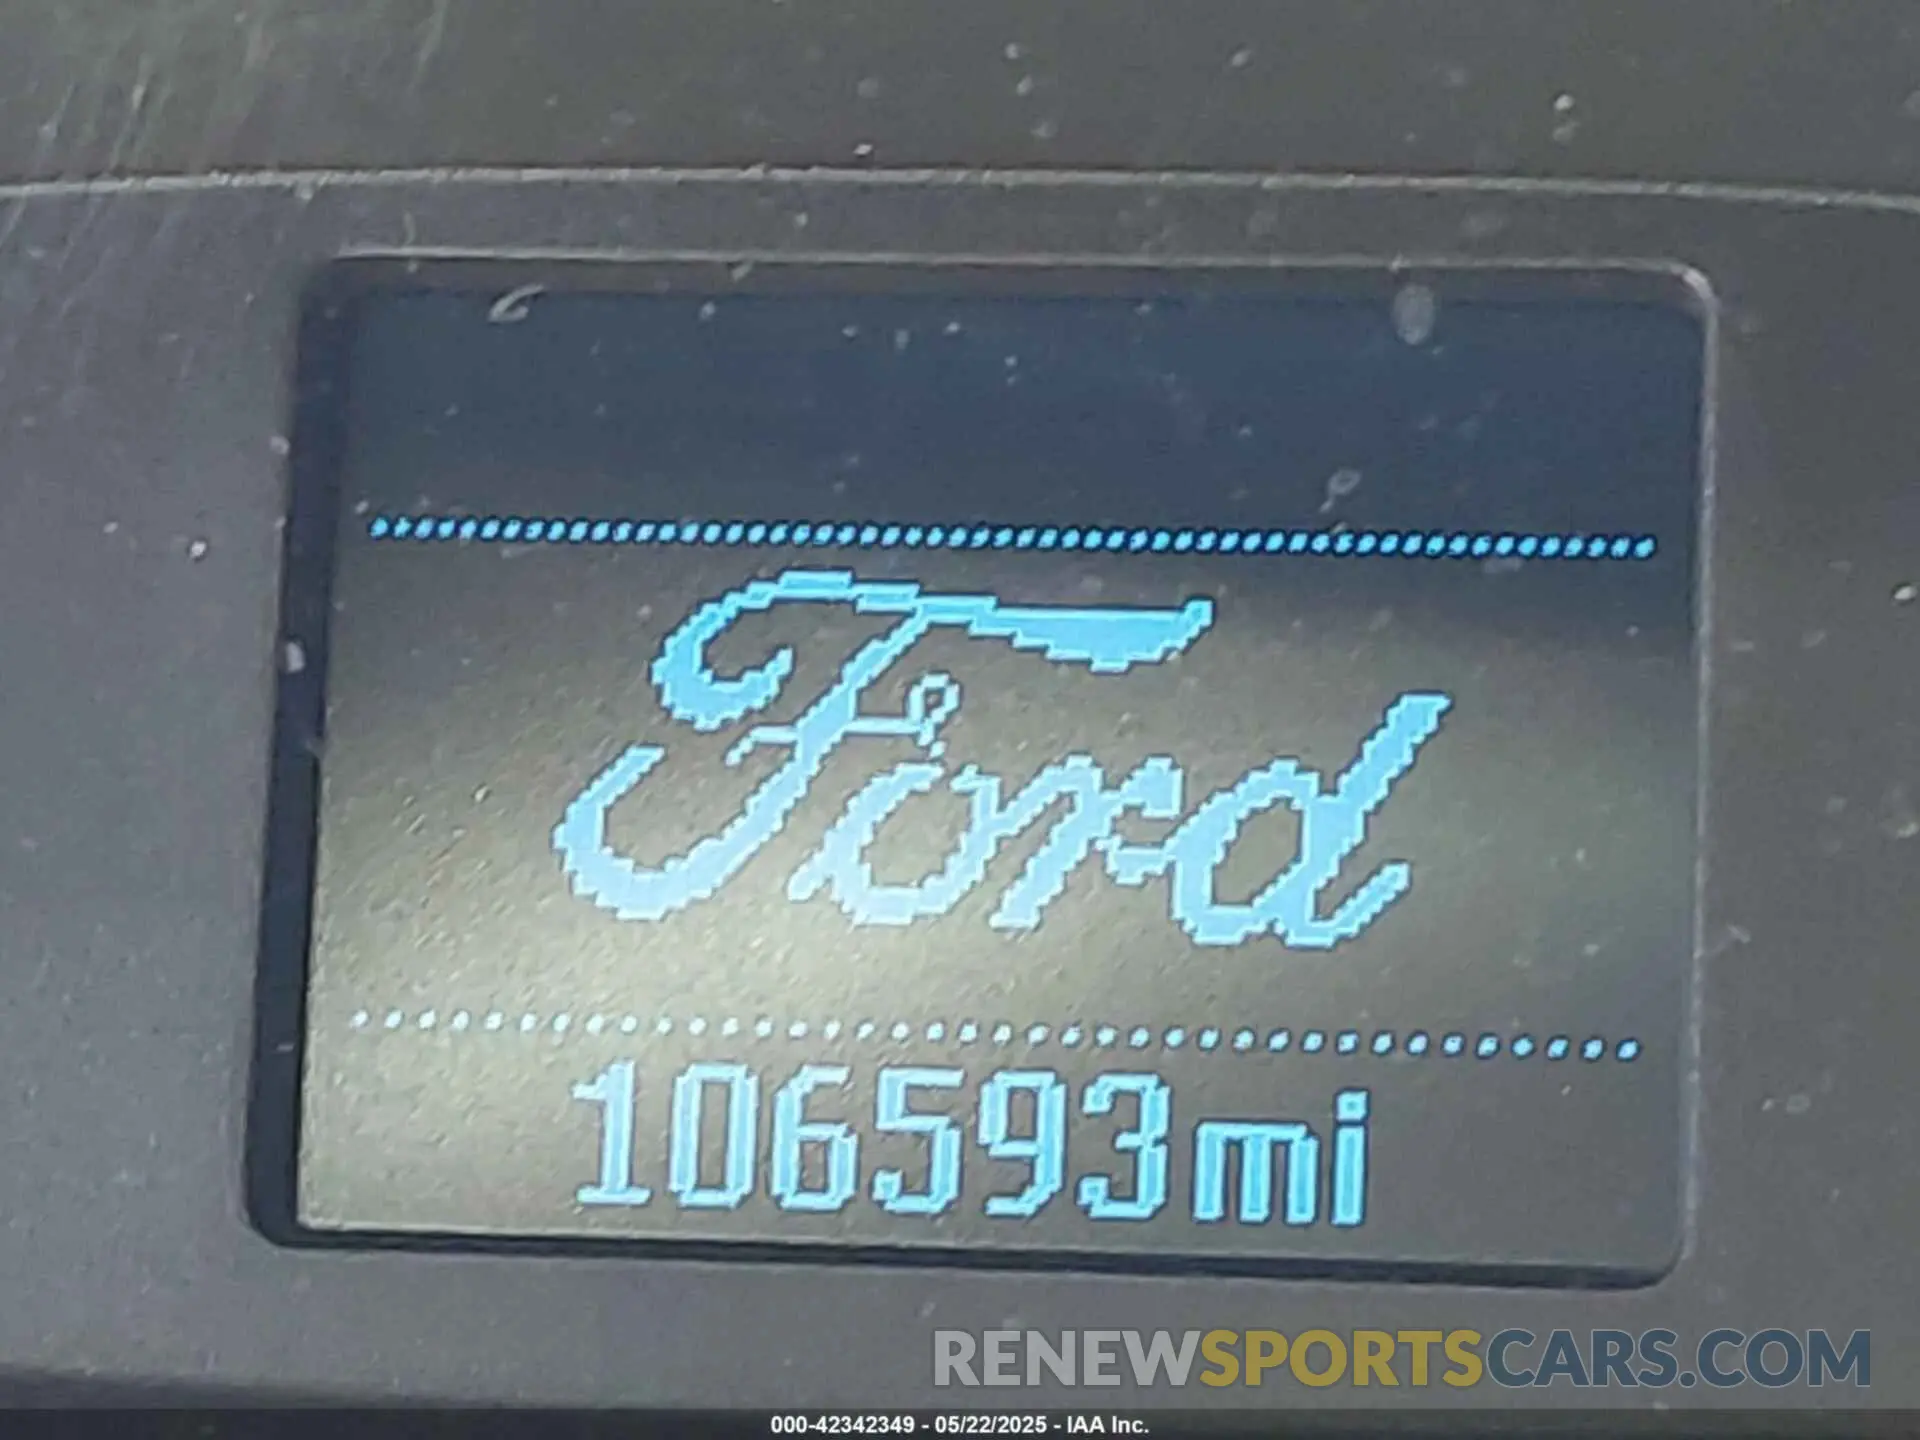 Ford
106593mi
RENEWSPORTSCARS.COM
000-42342349 - 05/22/2025 - IAA Inc.